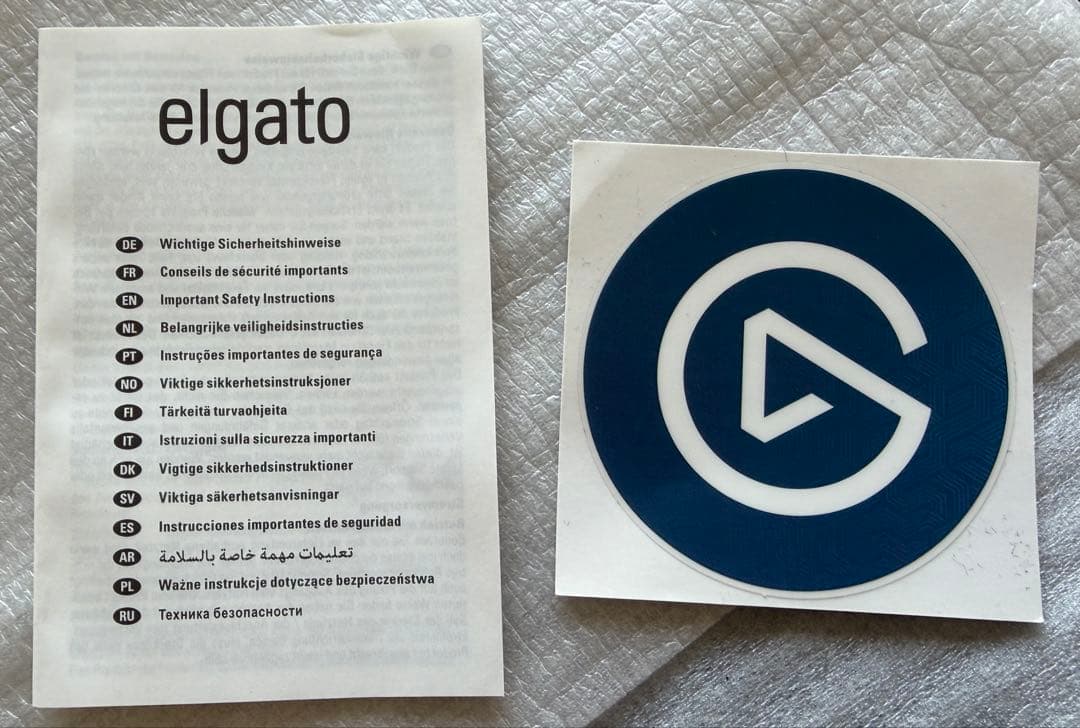 elgato
DE Wichtige Sicherheitshinweise
FR Conseils de sécurité importants
EN Important Safety Instructions
NL Belangrijke veiligheidsinstructies
PT Instruções importantes de segurança
NO Viktige sikkerhetsinstruksjoner
FI Tärkeitä turvaohjeita
IT Istruzioni sulla sicurezza importanti
DK Vigtige sikkerhedsinstruktioner
SV Viktiga säkerhetsanvisningar
ES Instrucciones importantes de seguridad
AR تعليمات مهمة خاصة بالسلامة
PL Ważne instrukcje dotyczące bezpieczeństwa
RU Техника безопасности